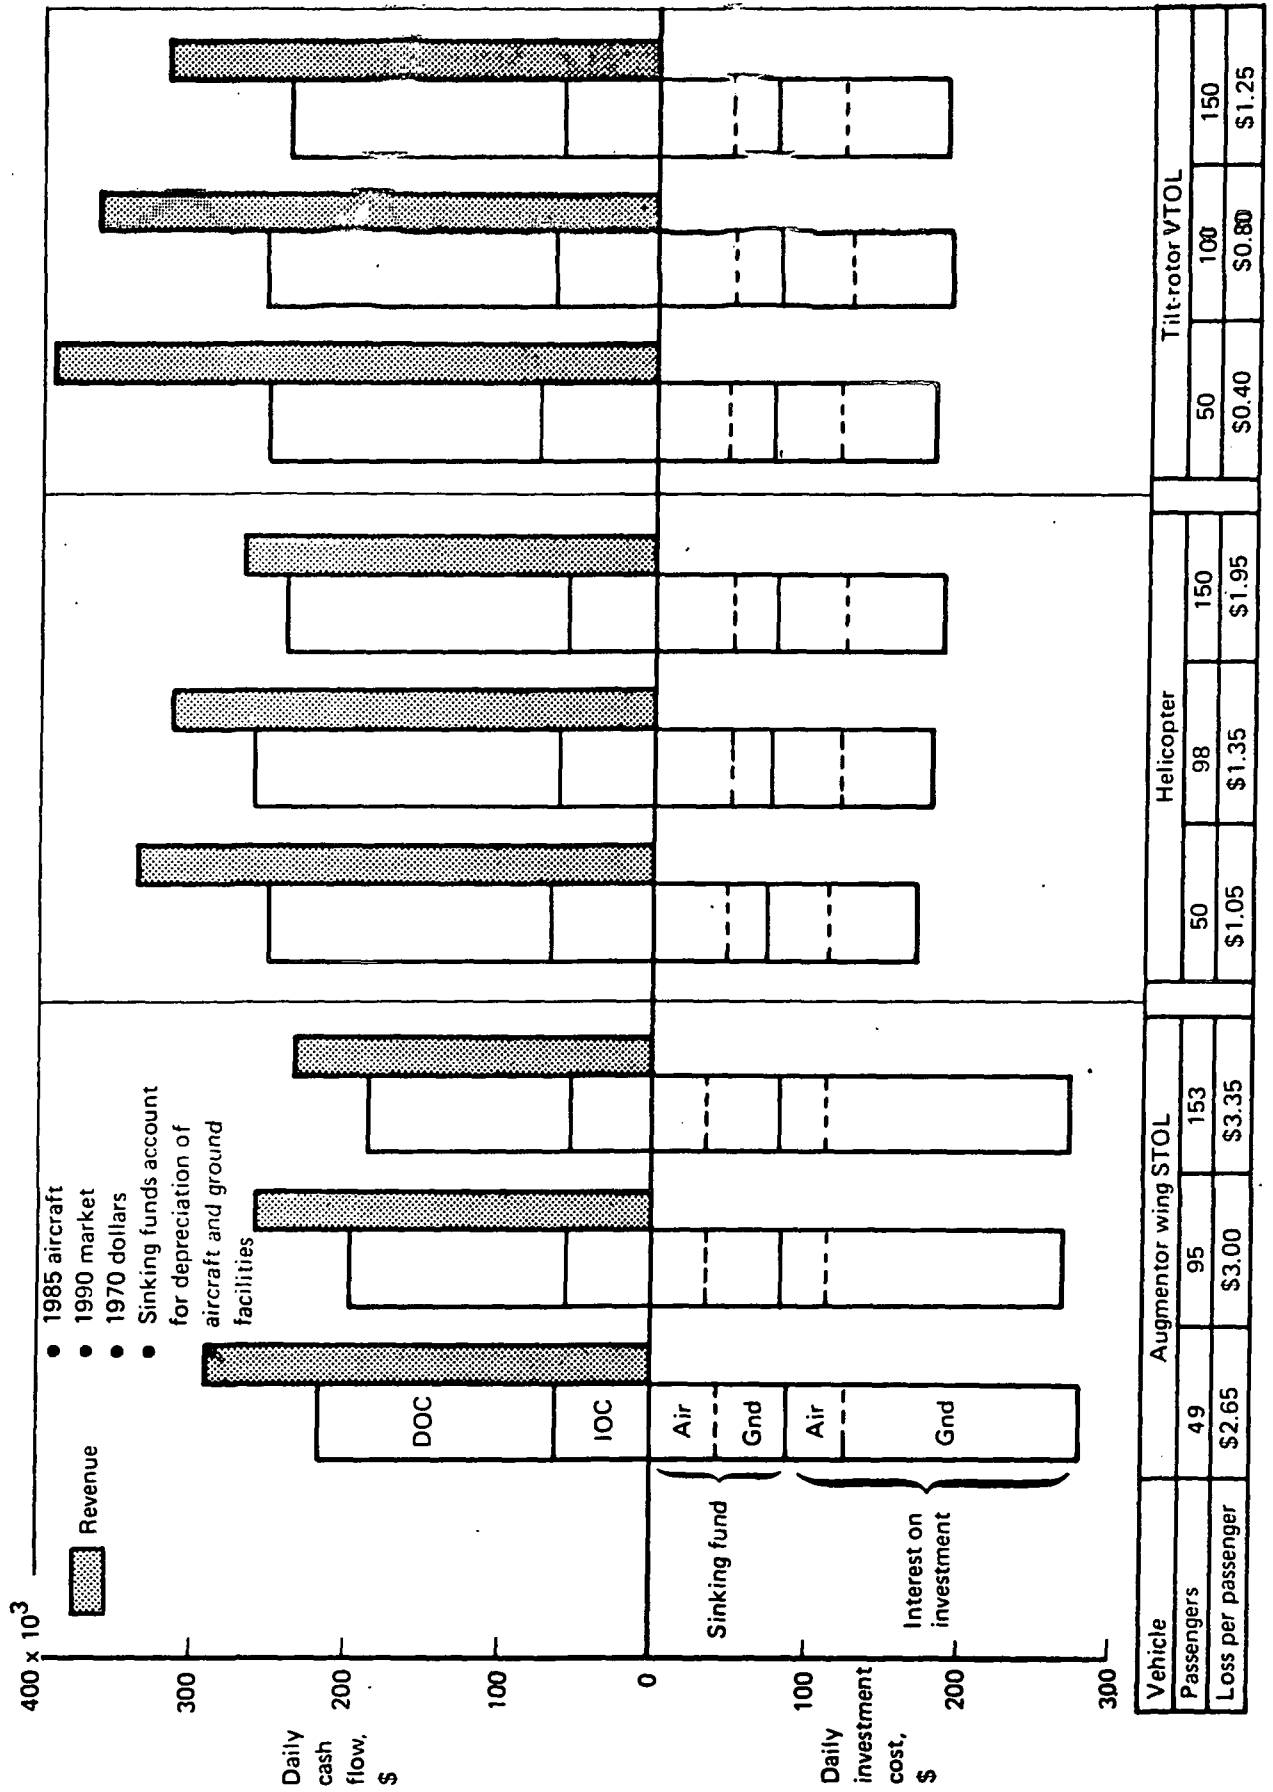 400 x 10³
300
200
100
0
100
200
300
Daily
cash
flow,
$
Daily
investment
cost,
$
Revenue
• 1985 aircraft
• 1990 market
• 1970 dollars
• Sinking funds account
for depreciation of
aircraft and ground
facilities
DOC
IOC
Air
Gnd
Air
Gnd
Sinking fund
Interest on
investment
Vehicle Augmentor wing STOL Helicopter Tilt-rotor VTOL
Passengers 49 95 153 50 98 150 50 100 150
Loss per passenger $2.65 $3.00 $3.35 $1.05 $1.35 $1.95 $0.40 $0.80 $1.25